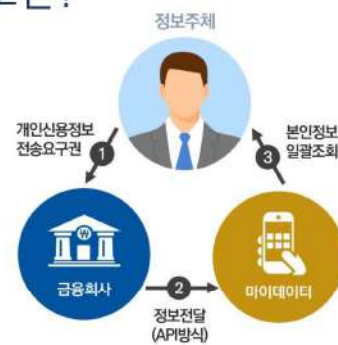 정보주체
개인신용정보
전송요구권
1
본인정보
일괄조회
3
₩
금융회사
2
마이데이터
정보전달
(API방식)